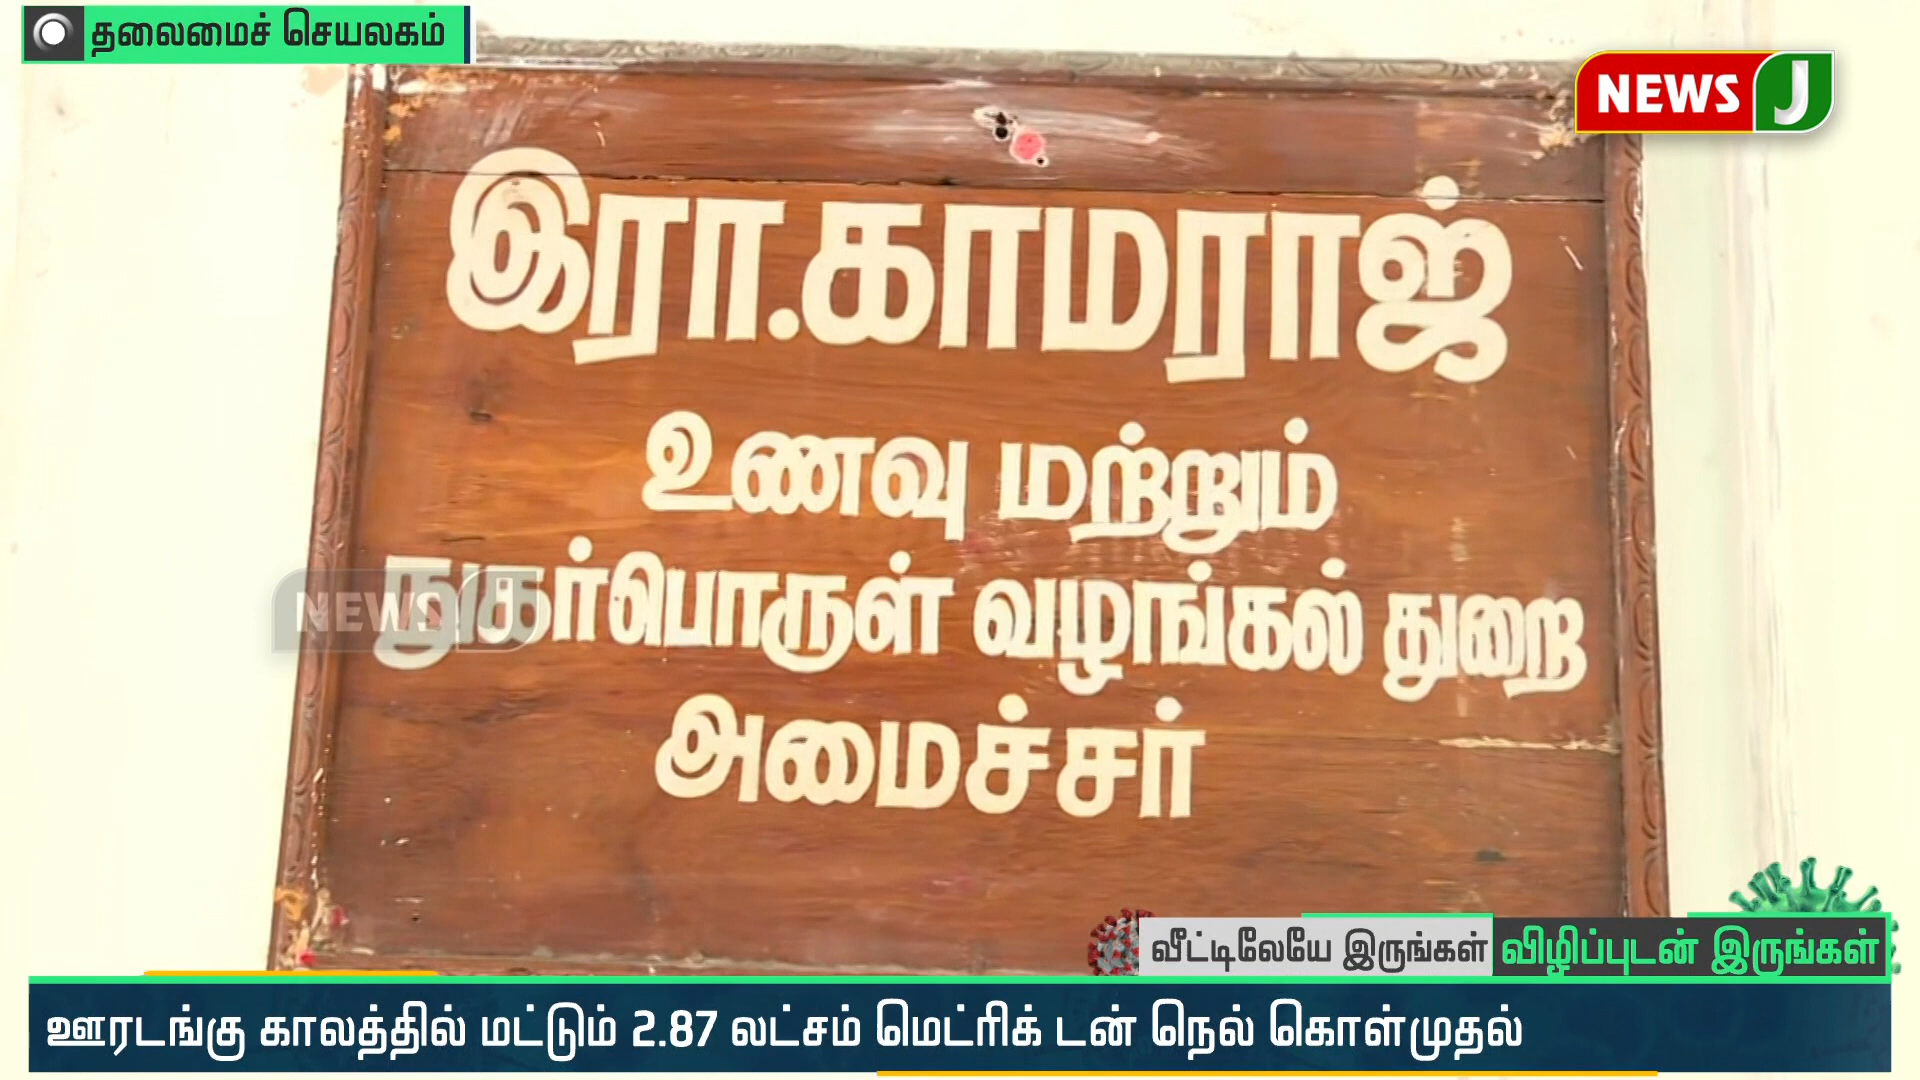 தலைமைச் செயலகம்
NEWS J
இரா.காமராஜ்
உணவு மற்றும்
நுகர்பொருள் வழங்கல் துறை
அமைச்சர்
NEWS J
வீட்டிலேயே இருங்கள் விழிப்புடன் இருங்கள்
ஊரடங்கு காலத்தில் மட்டும் 2.87 லட்சம் மெட்ரிக் டன் நெல் கொள்முதல்